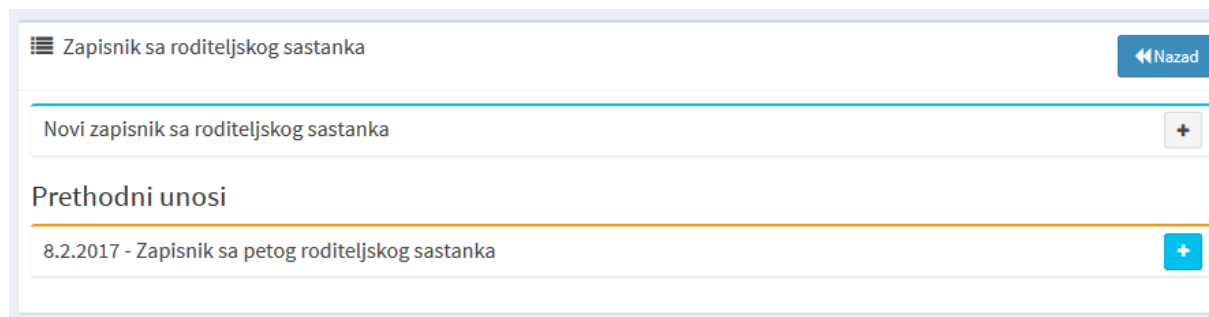 Zapisnik sa roditeljskog sastanka
Nazad
Novi zapisnik sa roditeljskog sastanka
Prethodni unosi
8.2.2017 - Zapisnik sa petog roditeljskog sastanka